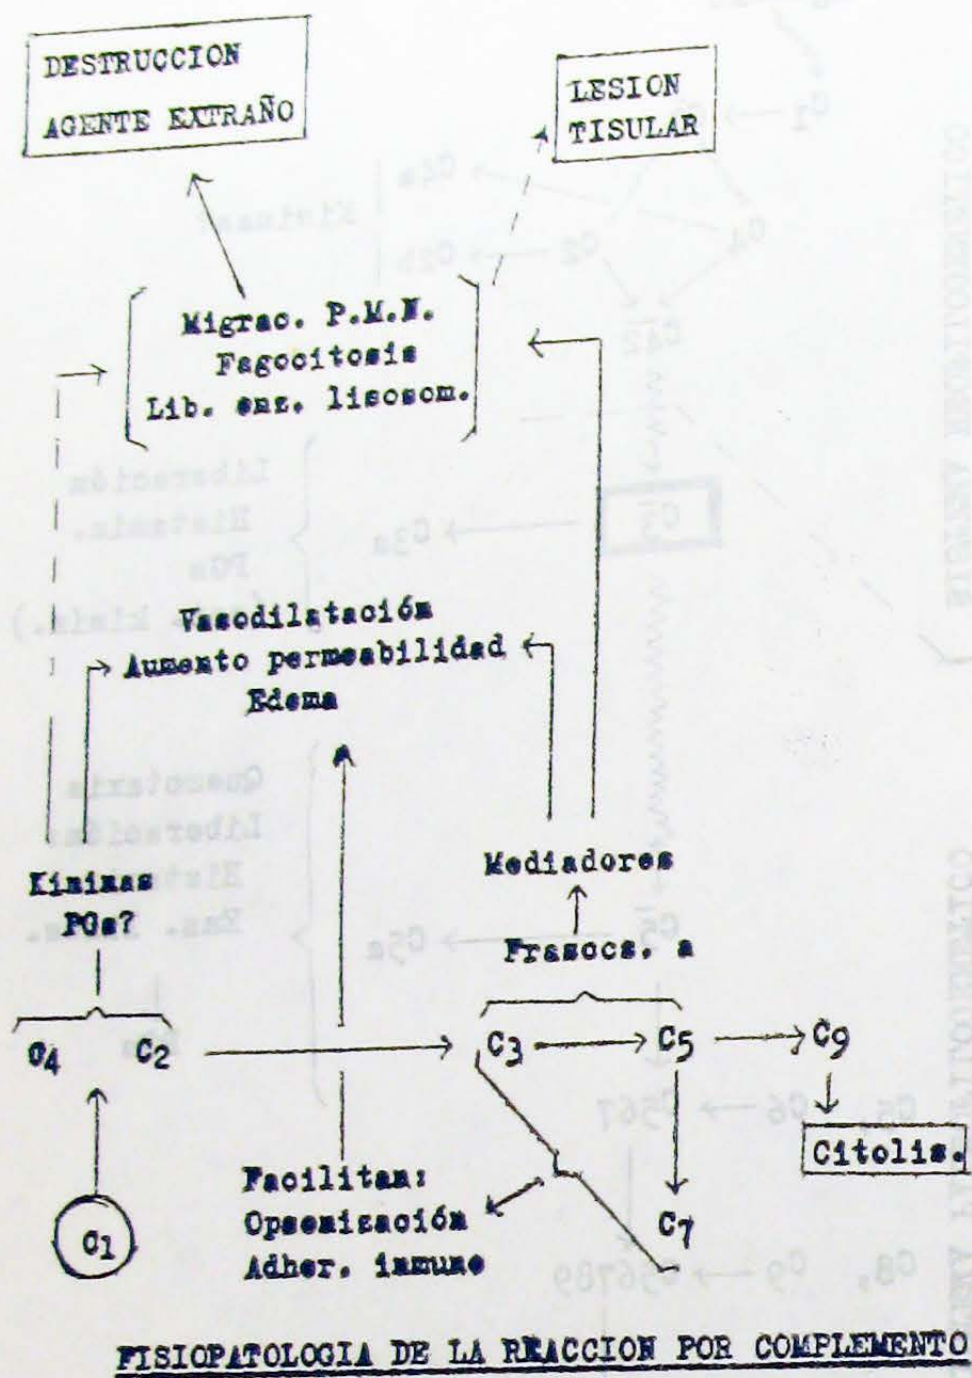 DESTRUCCION
AGENTE EXTRAÑO
LESION
TISULAR
Migrac. P.M.N.
Fagocitosis
Lib. enz. lisosom.
Vasodilatación
Aumento permeabilidad
Edema
Kininas
PGs?
Mediadores
Frasocs. a
C4 C2 C3 C5 C9
Citolis.
Facilitan:
Opsonización
Adher. inmune
C1
C7
FISIOPATOLOGIA DE LA REACCION POR COMPLEMENTO